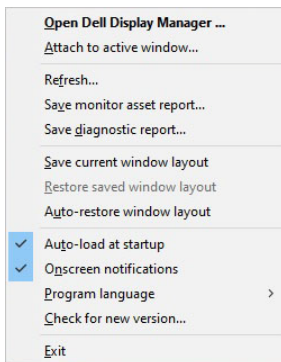 Open Dell Display Manager ...
Attach to active window...
Refresh...
Save monitor asset report...
Save diagnostic report...
Save current window layout
Restore saved window layout
Auto-restore window layout
Auto-load at startup
Onscreen notifications
Program language
Check for new version...
Exit